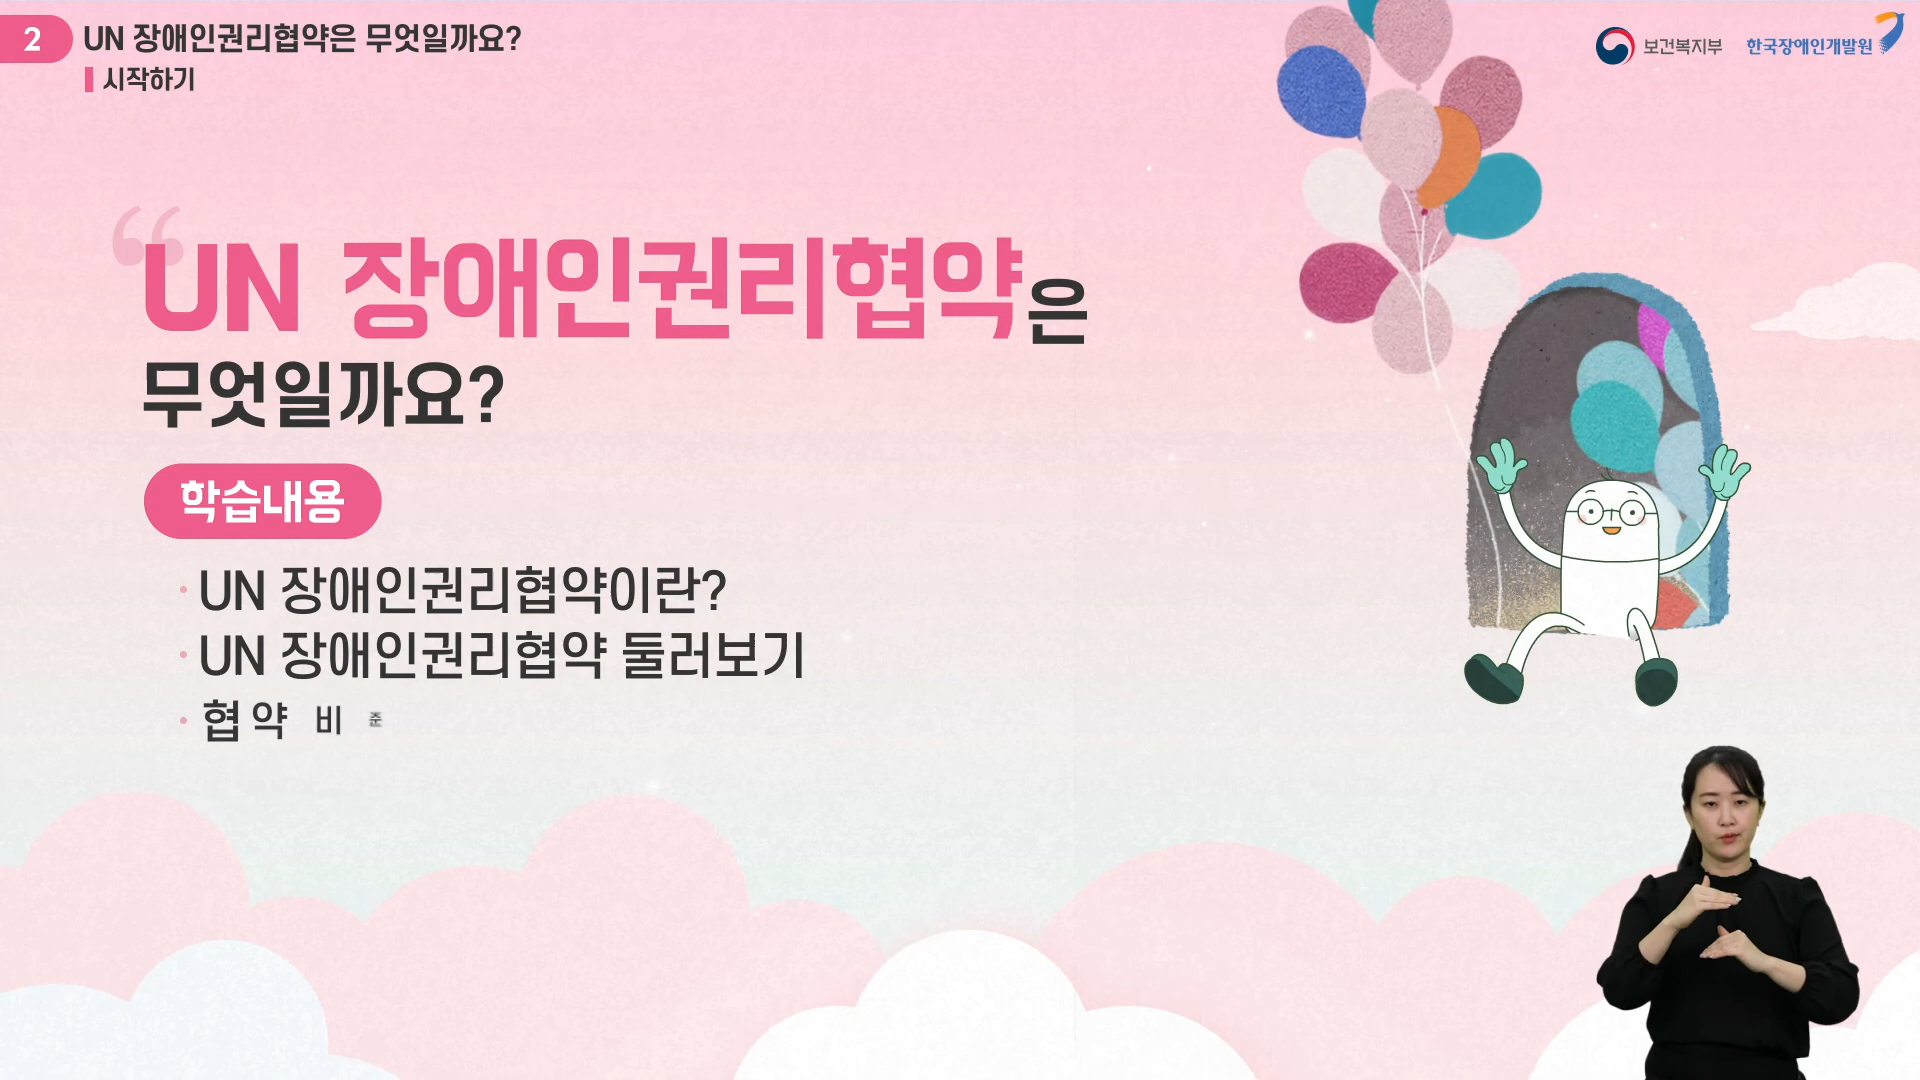 2
UN 장애인권리협약은 무엇일까요?
시작하기
보건복지부
한국장애인개발원
“UN 장애인권리협약은
무엇일까요?
학습내용
· UN 장애인권리협약이란?
· UN 장애인권리협약 둘러보기
· 협약 비준